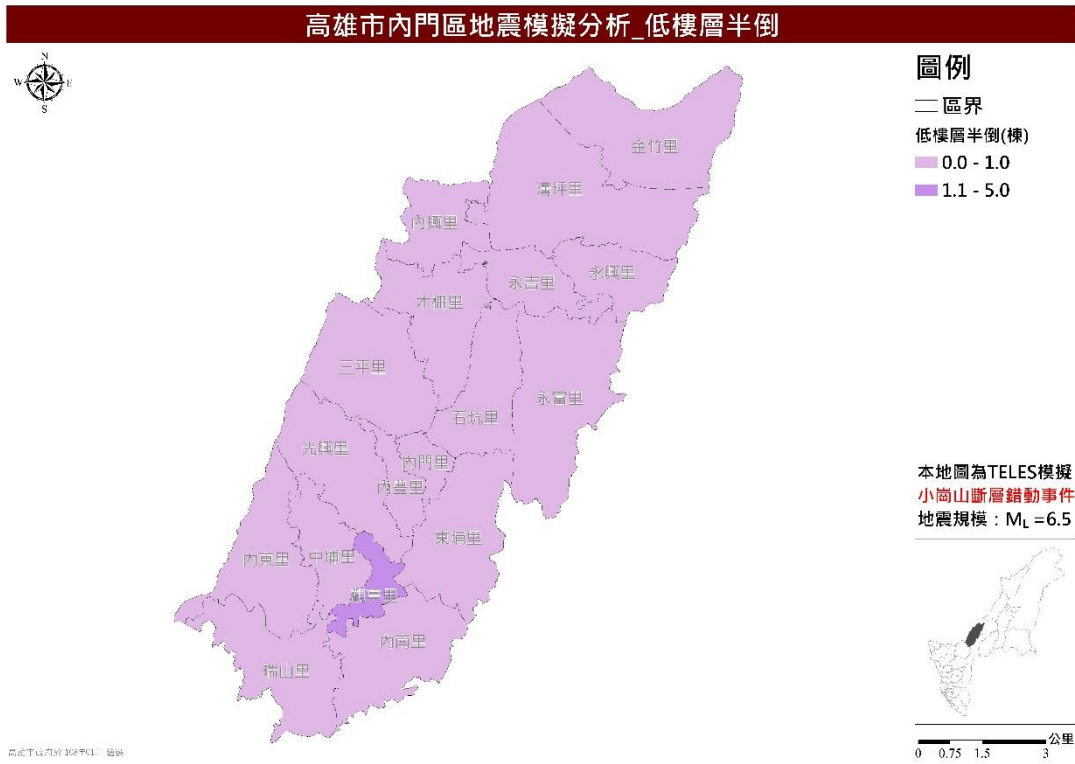 高雄市內門區地震模擬分析_低樓層半倒
N
W
E
S
圖例
區界
低樓層半倒(棟)
0.0 - 1.0
1.1 - 5.0
金竹里
溝坪里
內興里
永吉里
永興里
木柵里
三平里
永富里
石坑里
光興里
內門里
內豐里
東埔里
中埔里
內東里
觀亭里
內南里
瑞山里
本地圖為TELES模擬
小崗山斷層錯動事件
地震規模：ML =6.5
公里
0 0.75 1.5 3